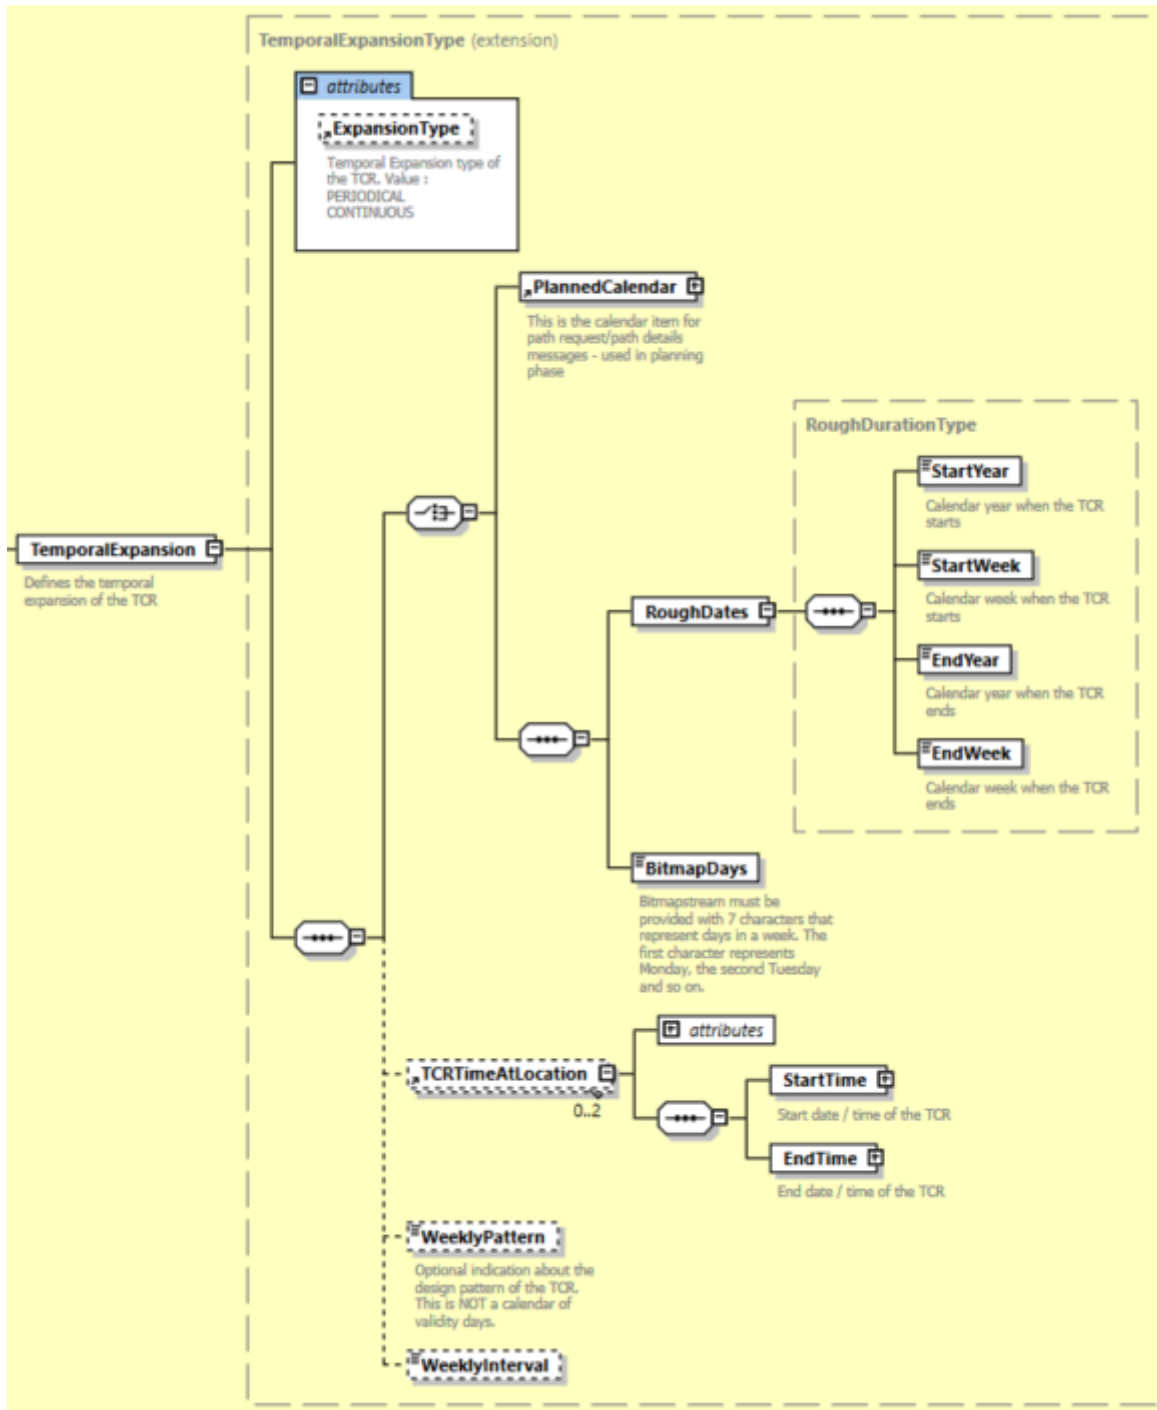 TemporalExpansionType (extension)
attributes
ExpansionType
Temporal Expansion type of
the TCR. Value :
PERIODICAL
CONTINUOUS
PlannedCalendar
This is the calendar item for
path request/path details
messages - used in planning
phase
RoughDurationType
StartYear
Calendar year when the TCR
starts
StartWeek
Calendar week when the TCR
starts
EndYear
Calendar year when the TCR
ends
EndWeek
Calendar week when the TCR
ends
TemporalExpansion
Defines the temporal
expansion of the TCR
RoughDates
BitmapDays
Bitmapstream must be
provided with 7 characters that
represent days in a week. The
first character represents
Monday, the second Tuesday
and so on.
attributes
TCRTimeAtLocation
0..2
StartTime
Start date / time of the TCR
EndTime
End date / time of the TCR
WeeklyPattern
Optional indication about the
design pattern of the TCR.
This is NOT a calendar of
validity days.
WeeklyInterval